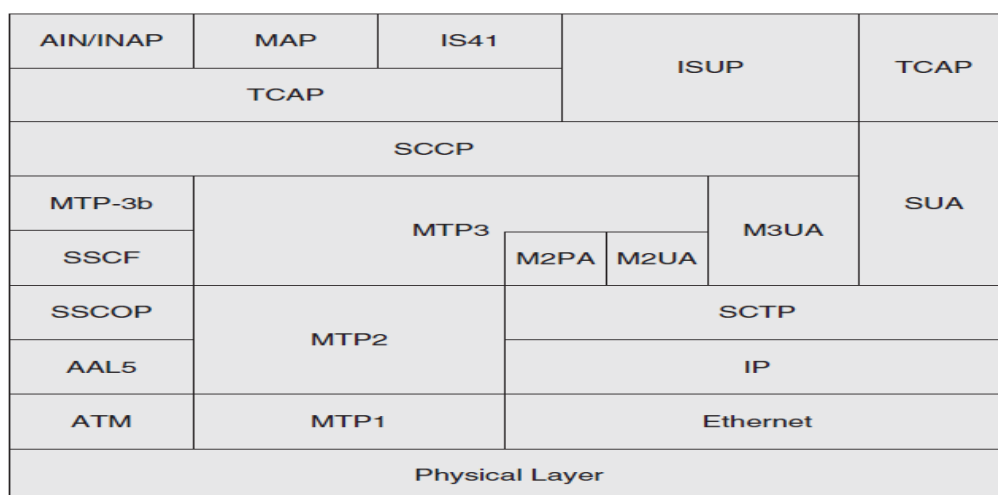 AIN/INAP MAP IS41 ISUP TCAP
TCAP
SCCP
MTP-3b MTP3 M3UA SUA
SSCF M2PA M2UA
SSCOP MTP2 SCTP
AAL5 IP
ATM MTP1 Ethernet
Physical Layer